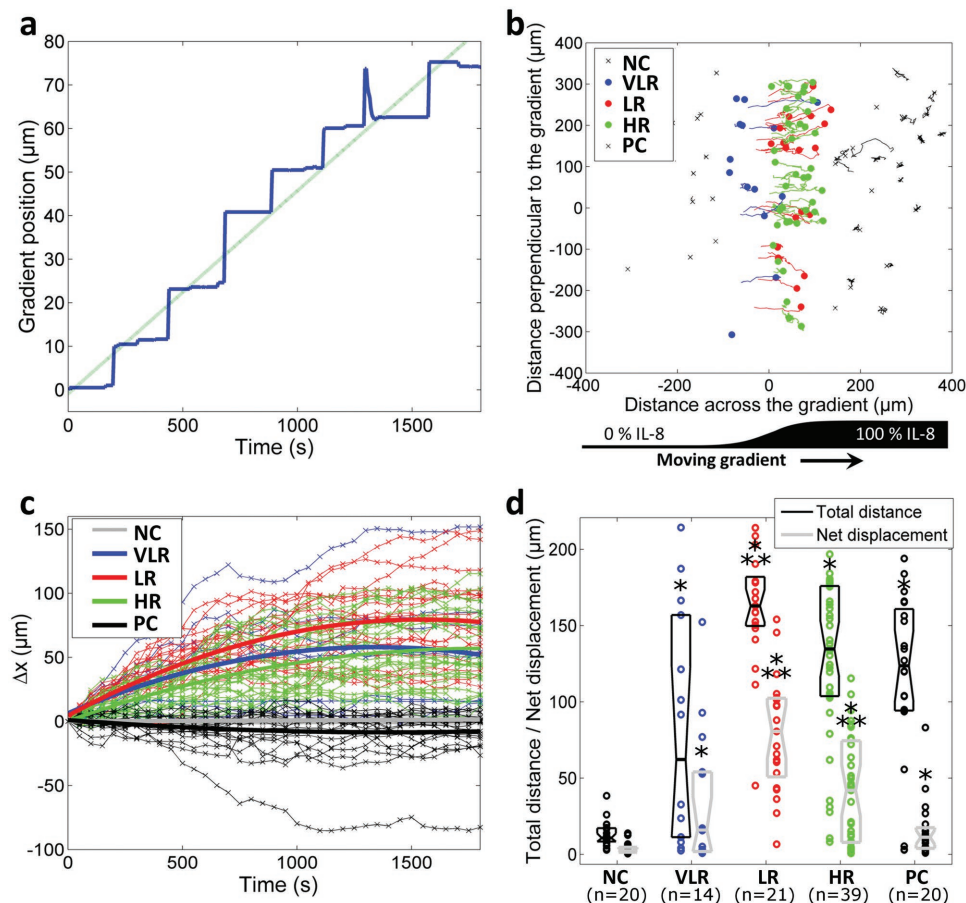 a
80
70
60
50
40
30
20
10
0
Gradient position (µm)
0 500 1000 1500
Time (s)
b
400
300
200
100
0
-100
-200
-300
-400
Distance perpendicular to the gradient (µm)
NC
VLR
LR
HR
PC
-400 -200 0 200 400
Distance across the gradient (µm)
0 % IL-8 100 % IL-8
Moving gradient
c
150
100
50
0
-50
-100
Δx (µm)
NC
VLR
LR
HR
PC
0 500 1000 1500
Time (s)
d
Total distance
Net displacement
200
150
100
50
0
Total distance / Net displacement (µm)
* * *** *** * *** * *
NC VLR LR HR PC
(n=20) (n=14) (n=21) (n=39) (n=20)